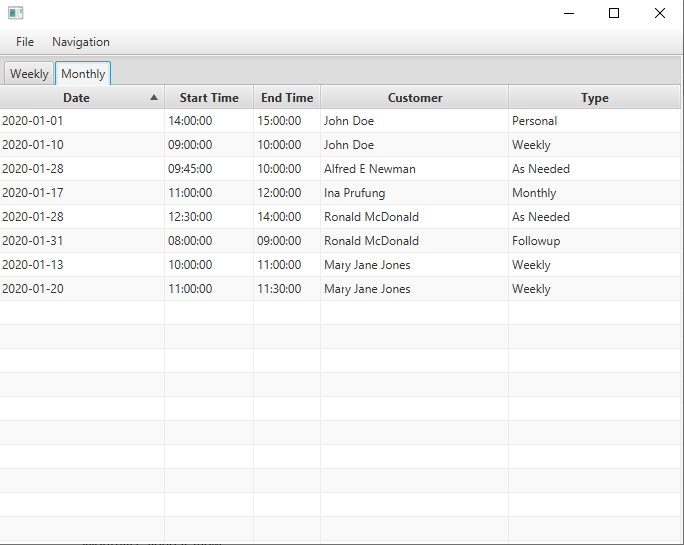 File Navigation
Weekly Monthly
Date Start Time End Time Customer Type
2020-01-01 14:00:00 15:00:00 John Doe Personal
2020-01-10 09:00:00 10:00:00 John Doe Weekly
2020-01-28 09:45:00 10:00:00 Alfred E Newman As Needed
2020-01-17 11:00:00 12:00:00 Ina Prufung Monthly
2020-01-28 12:30:00 14:00:00 Ronald McDonald As Needed
2020-01-31 08:00:00 09:00:00 Ronald McDonald Followup
2020-01-13 10:00:00 11:00:00 Mary Jane Jones Weekly
2020-01-20 11:00:00 11:30:00 Mary Jane Jones Weekly